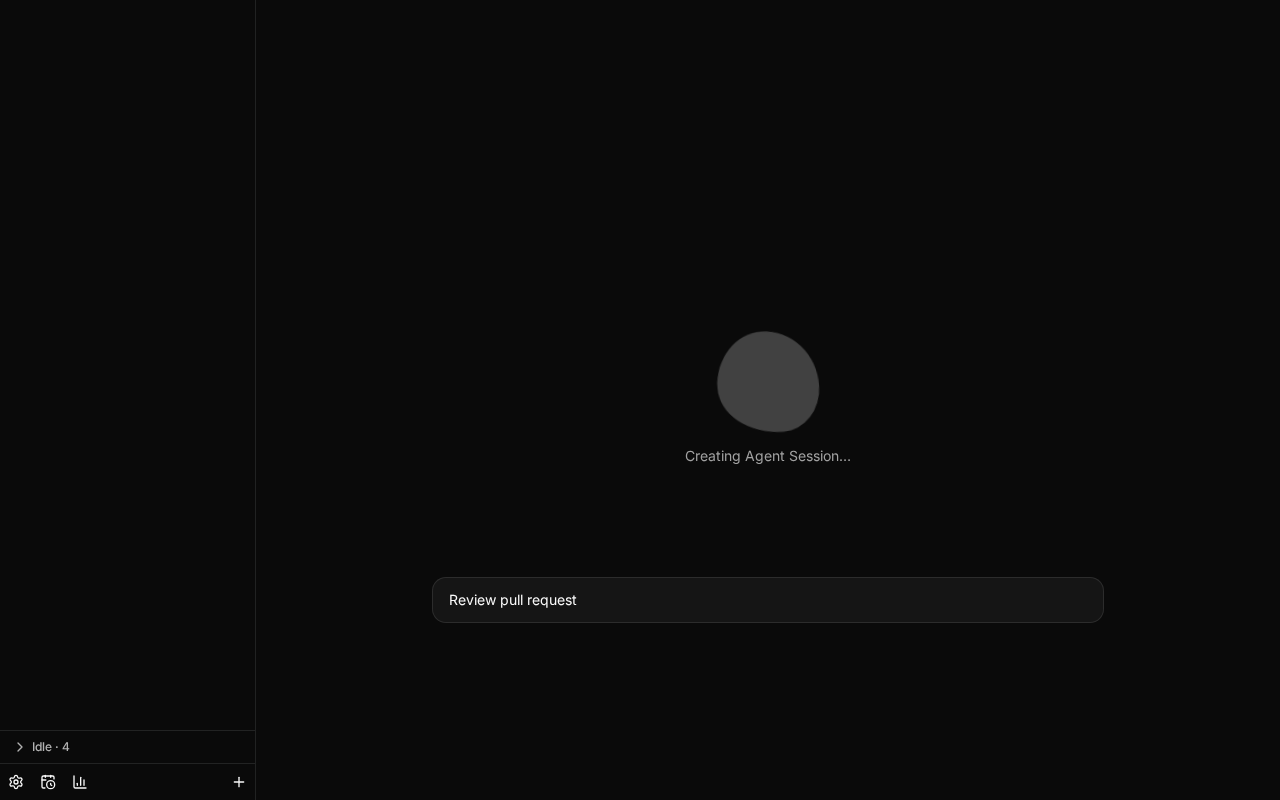 Creating Agent Session...
Review pull request
Idle · 4